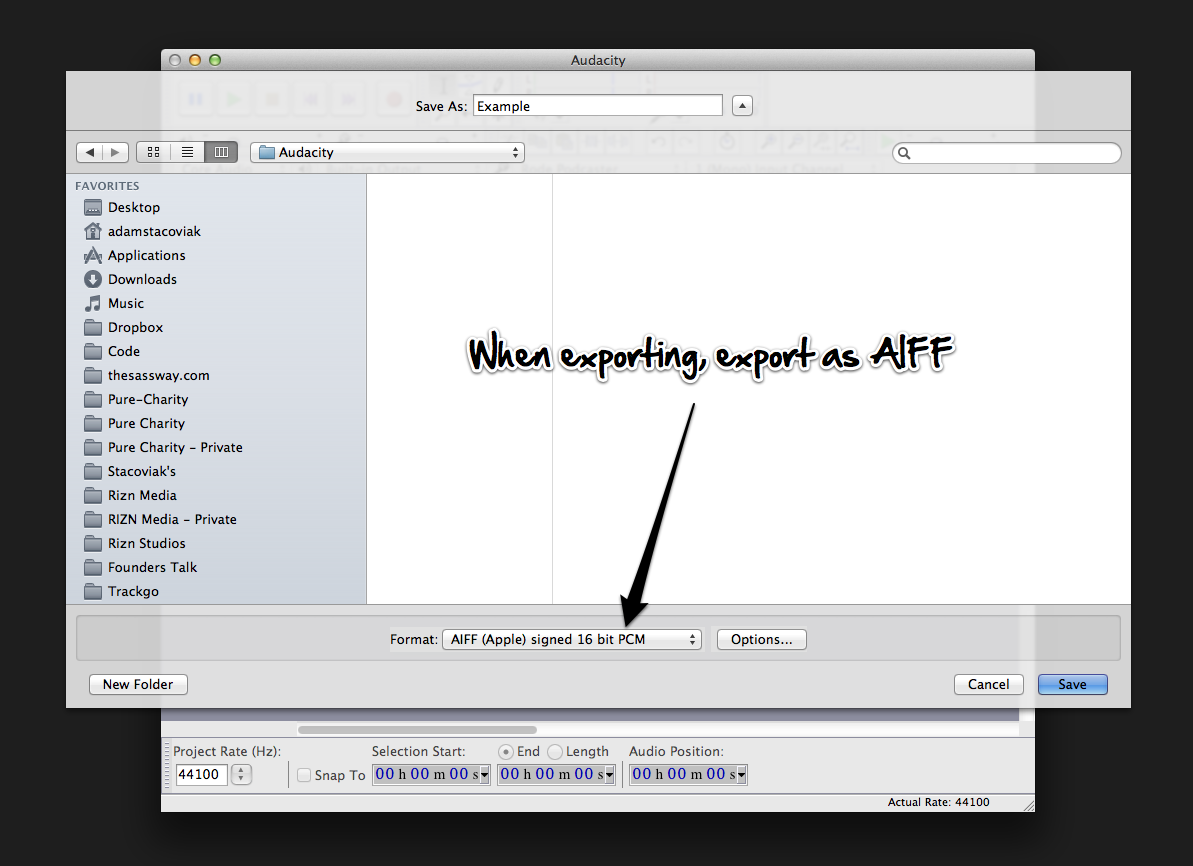 Audacity
Save As: Example
Audacity
FAVORITES
Desktop
adamstacoviak
Applications
Downloads
Music
Dropbox
Code
thesassway.com
Pure-Charity
Pure Charity
Pure Charity - Private
Stacoviak's
Rizn Media
RIZN Media - Private
Rizn Studios
Founders Talk
Trackgo
When exporting, export as AIFF
Format: AIFF (Apple) signed 16 bit PCM Options...
New Folder Cancel Save
Project Rate (Hz): Selection Start: End Length Audio Position:
44100 Snap To 00 h 00 m 00 s 00 h 00 m 00 s 00 h 00 m 00 s
Actual Rate: 44100